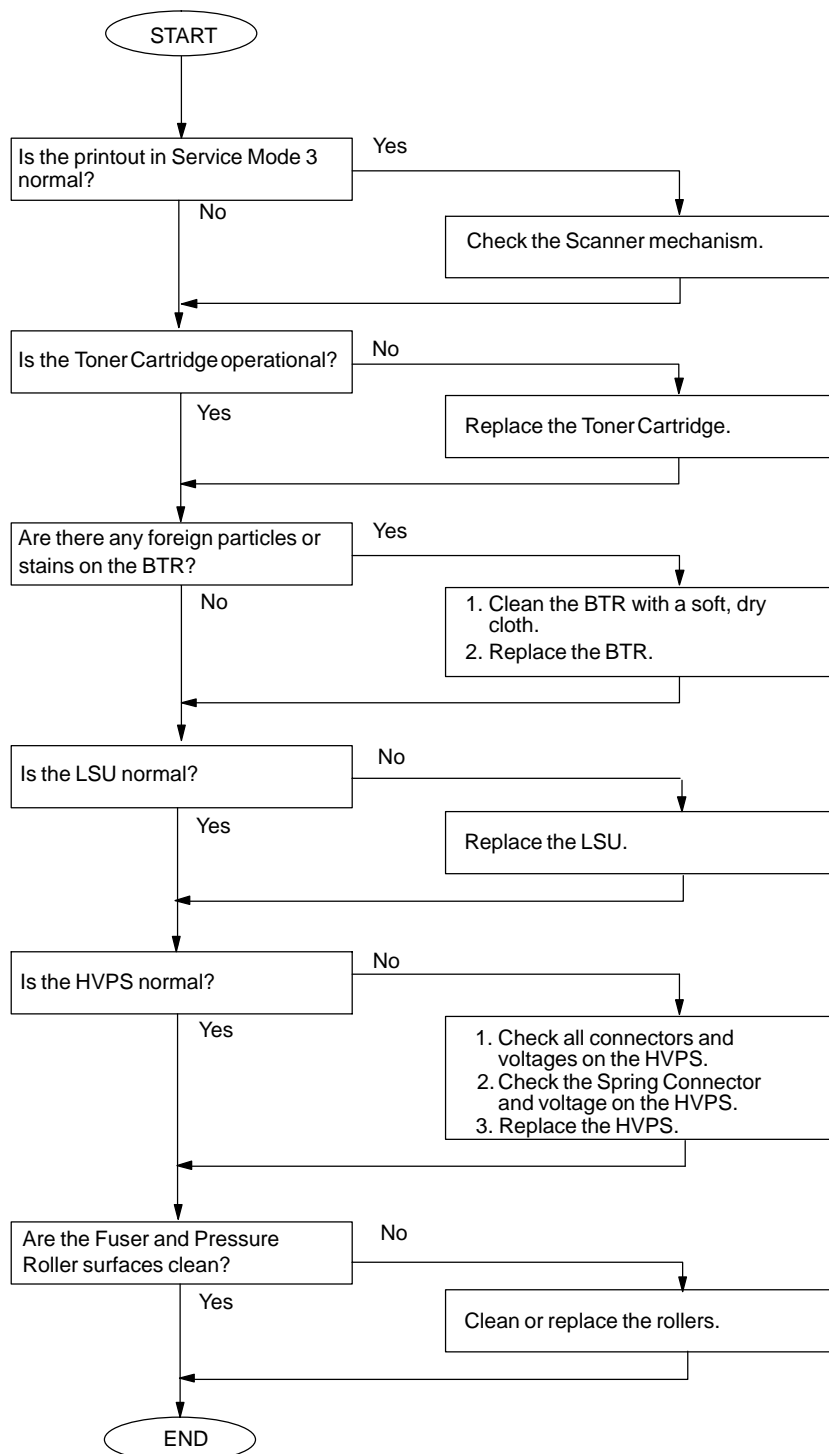 START
Is the printout in Service Mode 3
normal?
Yes
No
Check the Scanner mechanism.
Is the Toner Cartridge operational?
No
Yes
Replace the Toner Cartridge.
Are there any foreign particles or
stains on the BTR?
Yes
No
1. Clean the BTR with a soft, dry
cloth.
2. Replace the BTR.
Is the LSU normal?
No
Yes
Replace the LSU.
Is the HVPS normal?
No
Yes
1. Check all connectors and
voltages on the HVPS.
2. Check the Spring Connector
and voltage on the HVPS.
3. Replace the HVPS.
Are the Fuser and Pressure
Roller surfaces clean?
No
Yes
Clean or replace the rollers.
END